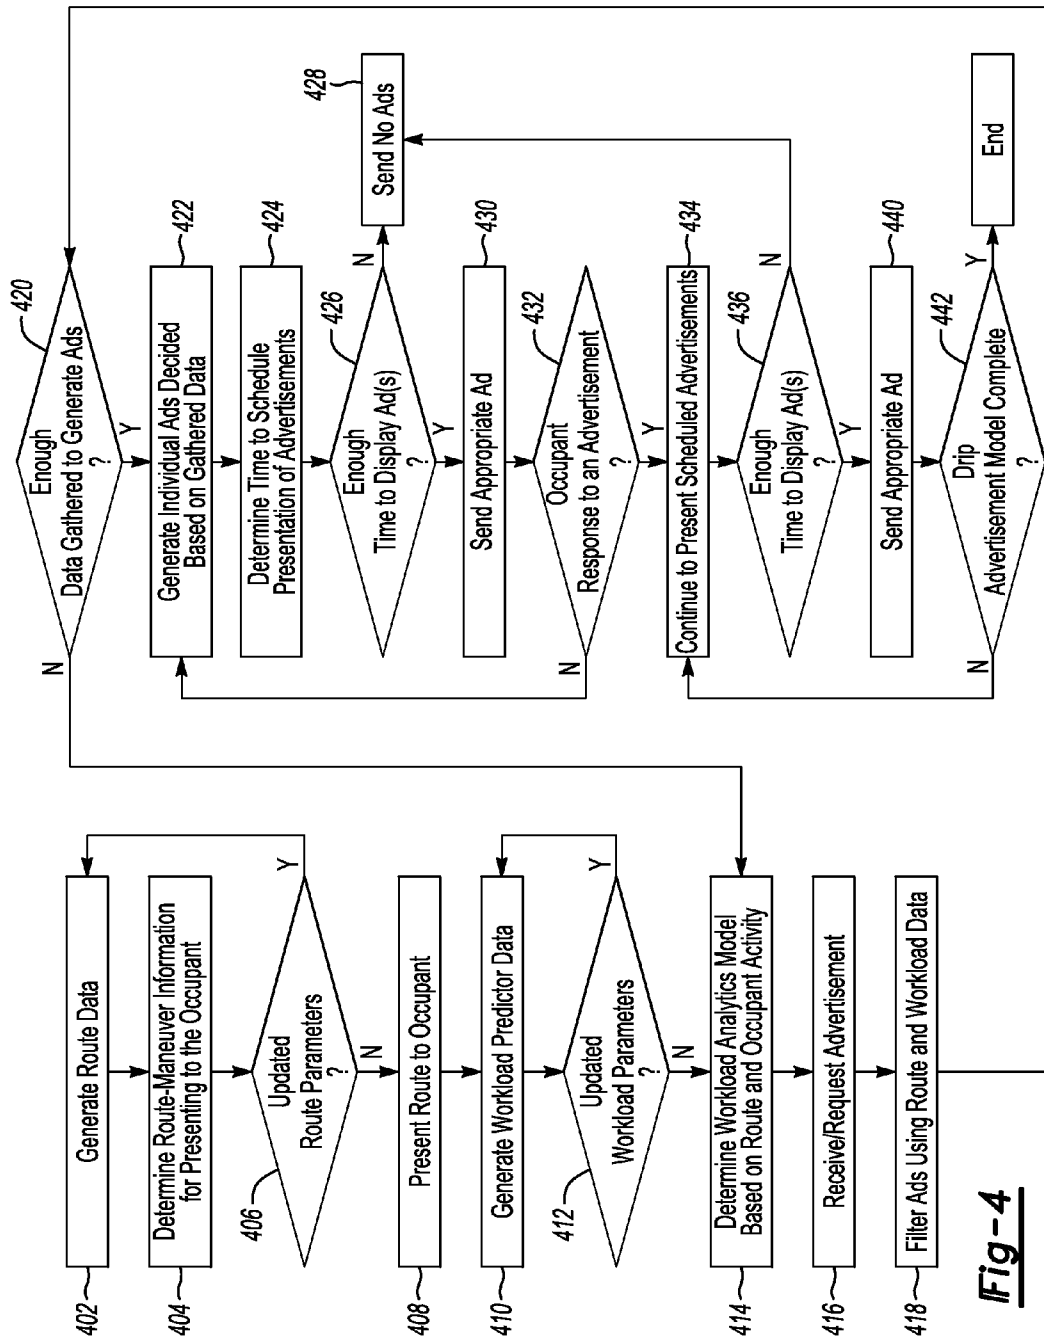 402
Generate Route Data
404
Determine Route-Maneuver Information
for Presenting to the Occupant
406
Updated
Route Parameters
?
Y
N
408
Present Route to Occupant
410
Generate Workload Predictor Data
412
Updated
Workload Parameters
?
Y
N
414
Determine Workload Analytics Model
Based on Route and Occupant Activity
416
Receive/Request Advertisement
418
Filter Ads Using Route and Workload Data
420
Enough
Data Gathered to Generate Ads
?
N
Y
422
Generate Individual Ads Decided
Based on Gathered Data
424
Determine Time to Schedule
Presentation of Advertisements
426
Enough
Time to Display Ad(s)
?
N
Y
428
Send No Ads
430
Send Appropriate Ad
432
Occupant
Response to an Advertisement
?
N
Y
434
Continue to Present Scheduled Advertisements
436
Enough
Time to Display Ad(s)
?
N
Y
440
Send Appropriate Ad
442
Drip
Advertisement Model Complete
?
N
Y
End
Fig-4